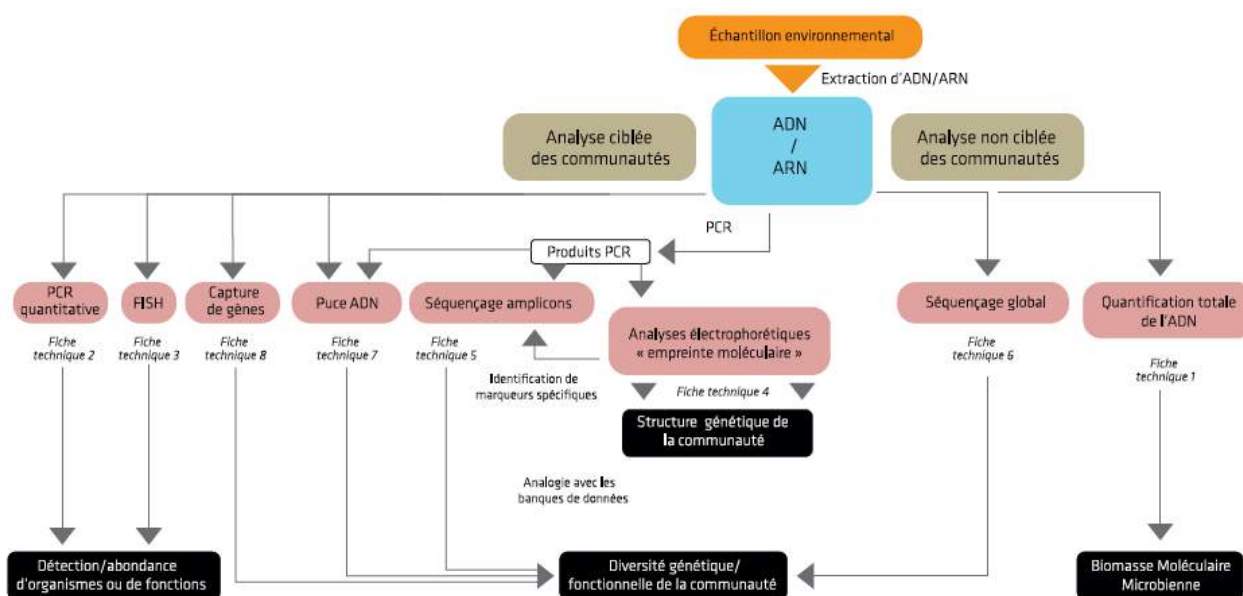 Échantillon environnemental
Extraction d'ADN/ARN
Analyse ciblée
des communautés
ADN
/
ARN
Analyse non ciblée
des communautés
PCR
Produits PCR
PCR
quantitative
FISH
Capture
de gènes
Puce ADN
Séquençage amplicons
Analyses électrophorétiques
« empreinte moléculaire »
Séquençage global
Quantification totale
de l'ADN
Fiche
technique 2
Fiche
technique 3
Fiche
technique 8
Fiche
technique 7
Fiche
technique 5
Fiche
technique 6
Fiche
technique 1
Identification de
marqueurs spécifiques
Fiche technique 4
Structure génétique de
la communauté
Analogie avec les
banques de données
Détection/abondance
d'organismes ou de fonctions
Diversité génétique/
fonctionnelle de la communauté
Biomasse Moléculaire
Microbienne